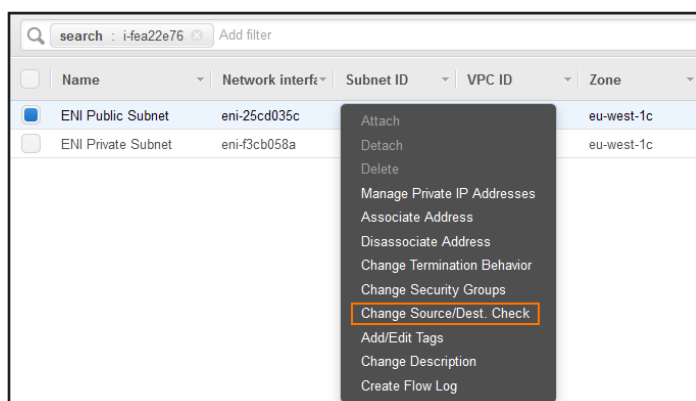 search : i-fea22e76 Add filter
Name Network interfa Subnet ID VPC ID Zone
ENI Public Subnet eni-25cd035c eu-west-1c
ENI Private Subnet eni-f3cb058a eu-west-1c
Attach
Detach
Delete
Manage Private IP Addresses
Associate Address
Disassociate Address
Change Termination Behavior
Change Security Groups
Change Source/Dest. Check
Add/Edit Tags
Change Description
Create Flow Log